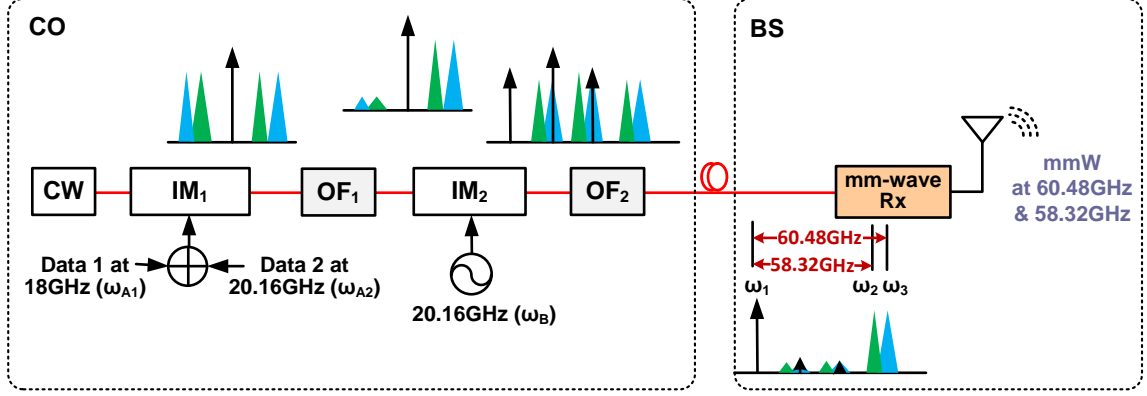 CO
BS
CW
IM₁
OF₁
IM₂
OF₂
mm-wave
Rx
mmW
at 60.48GHz
& 58.32GHz
Data 1 at
18GHz (ωA1)
Data 2 at
20.16GHz (ωA2)
20.16GHz (ωB)
60.48GHz
58.32GHz
ω₁
ω₂
ω₃